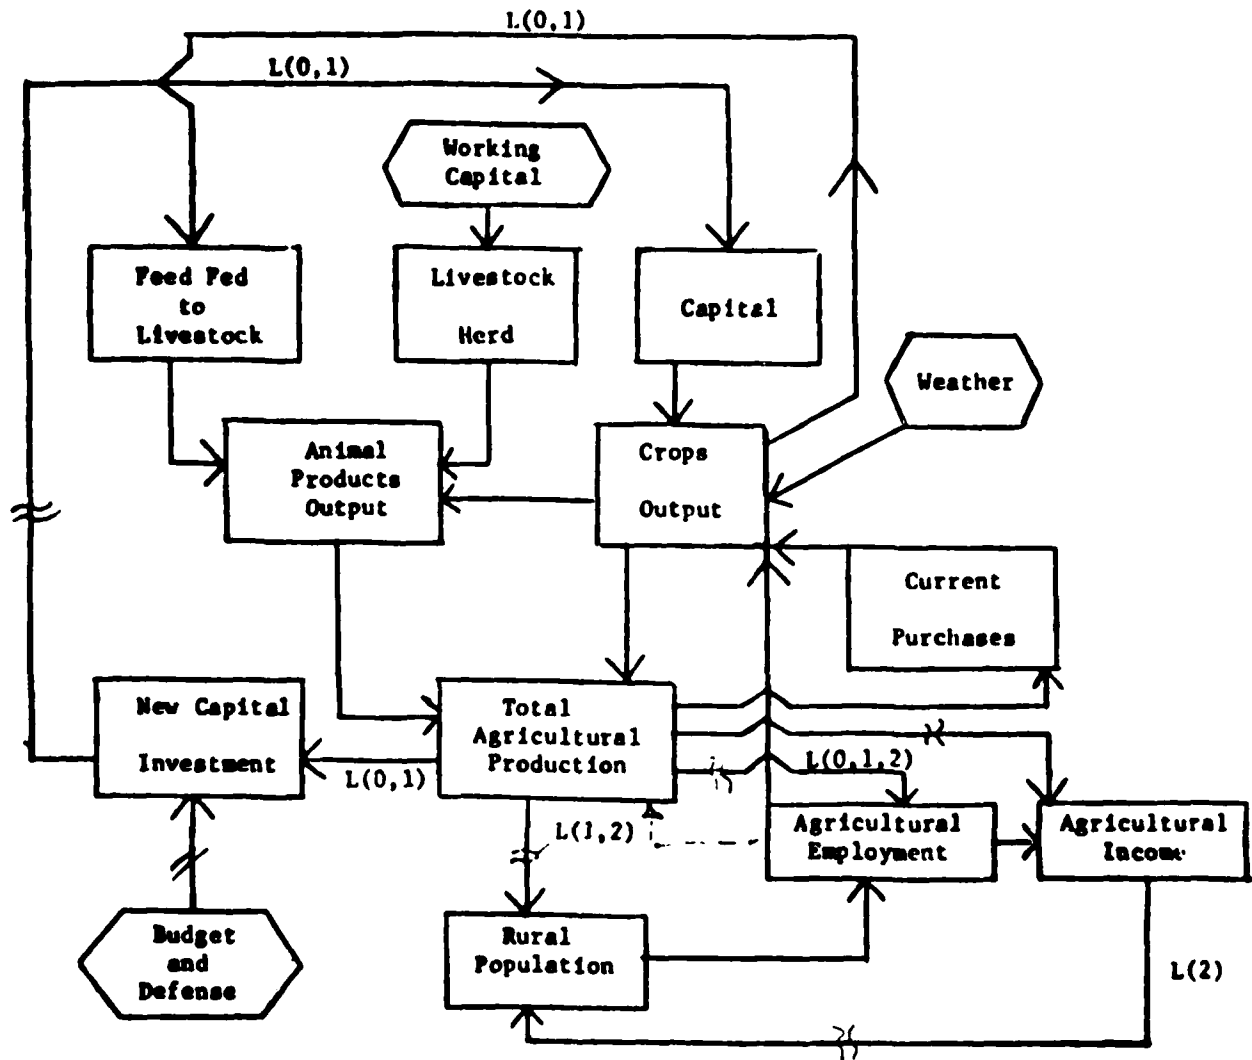 L(0,1)
L(0,1)
Working
Capital
Feed Fed
to
Livestock
Livestock
Herd
Capital
Weather
Animal
Products
Output
Crops
Output
Current
Purchases
New Capital
Investment
Total
Agricultural
Production
L(0,1)
L(0,1,2)
L(1,2)
Agricultural
Employment
Agricultural
Income
Budget
and
Defense
Rural
Population
L(2)